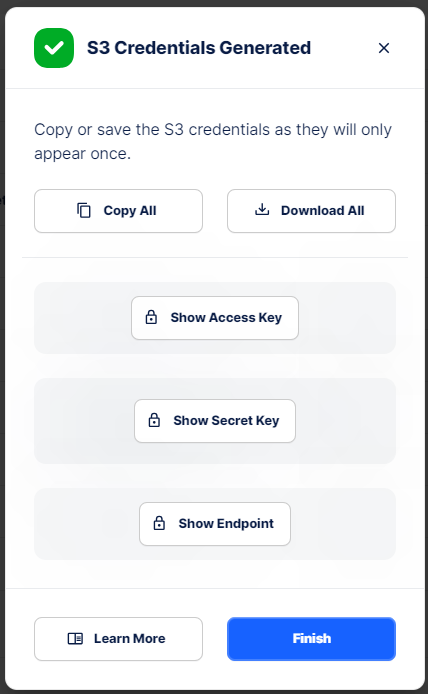 S3 Credentials Generated
Copy or save the S3 credentials as they will only
appear once.
Copy All
Download All
Show Access Key
Show Secret Key
Show Endpoint
Learn More
Finish